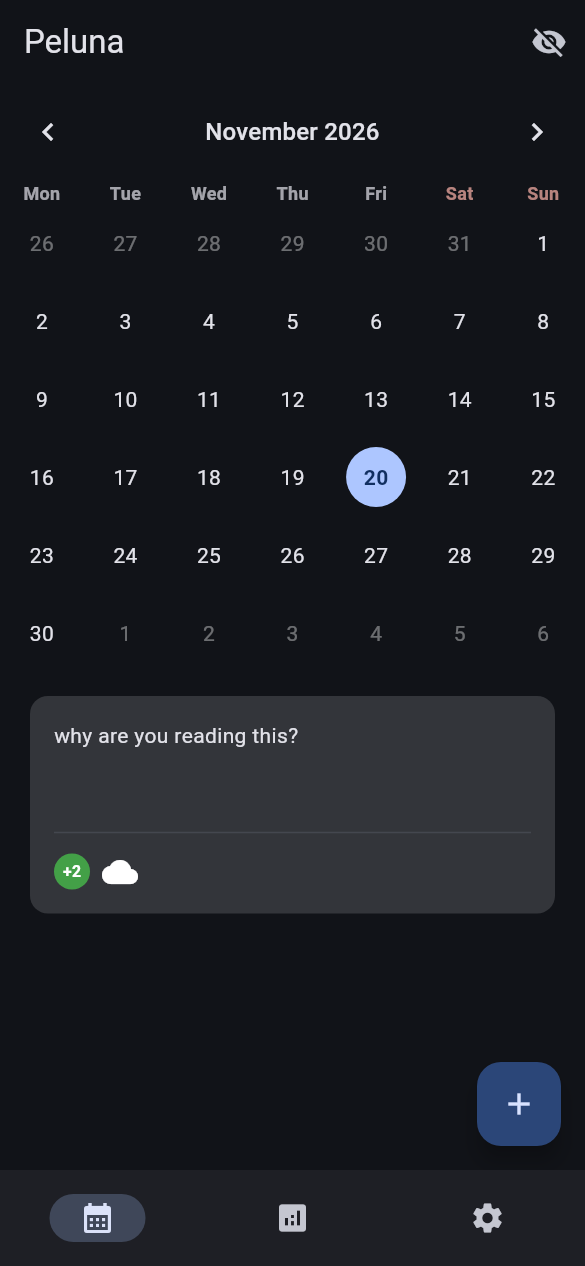 Peluna
November 2026
Mon Tue Wed Thu Fri Sat Sun
26 27 28 29 30 31 1
2 3 4 5 6 7 8
9 10 11 12 13 14 15
16 17 18 19 20 21 22
23 24 25 26 27 28 29
30 1 2 3 4 5 6
why are you reading this?
+2